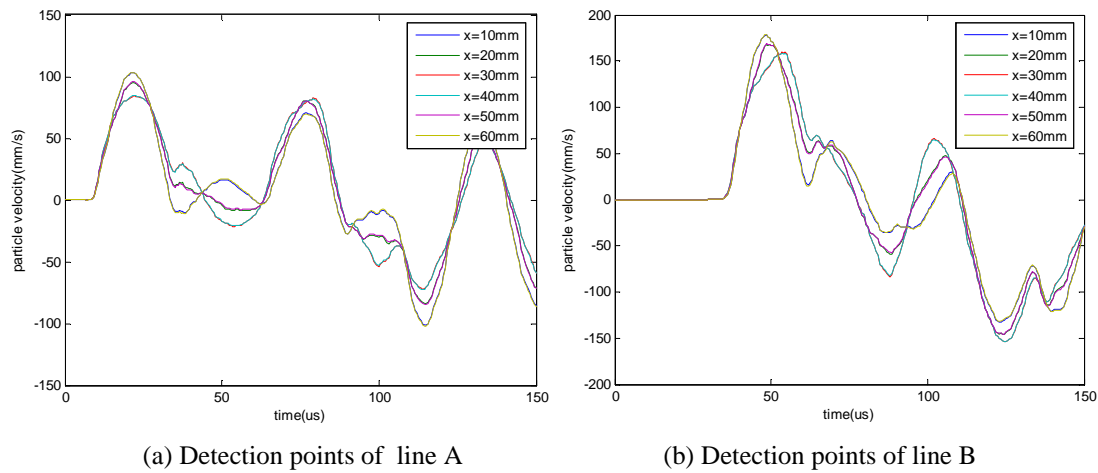 150
100
50
0
-50
-100
-150
particle velocity(mm/s)
0
50
100
150
time(us)
x=10mm
x=20mm
x=30mm
x=40mm
x=50mm
x=60mm
(a) Detection points of line A
200
150
100
50
0
-50
-100
-150
-200
particle velocity(mm/s)
0
50
100
150
time(us)
x=10mm
x=20mm
x=30mm
x=40mm
x=50mm
x=60mm
(b) Detection points of line B